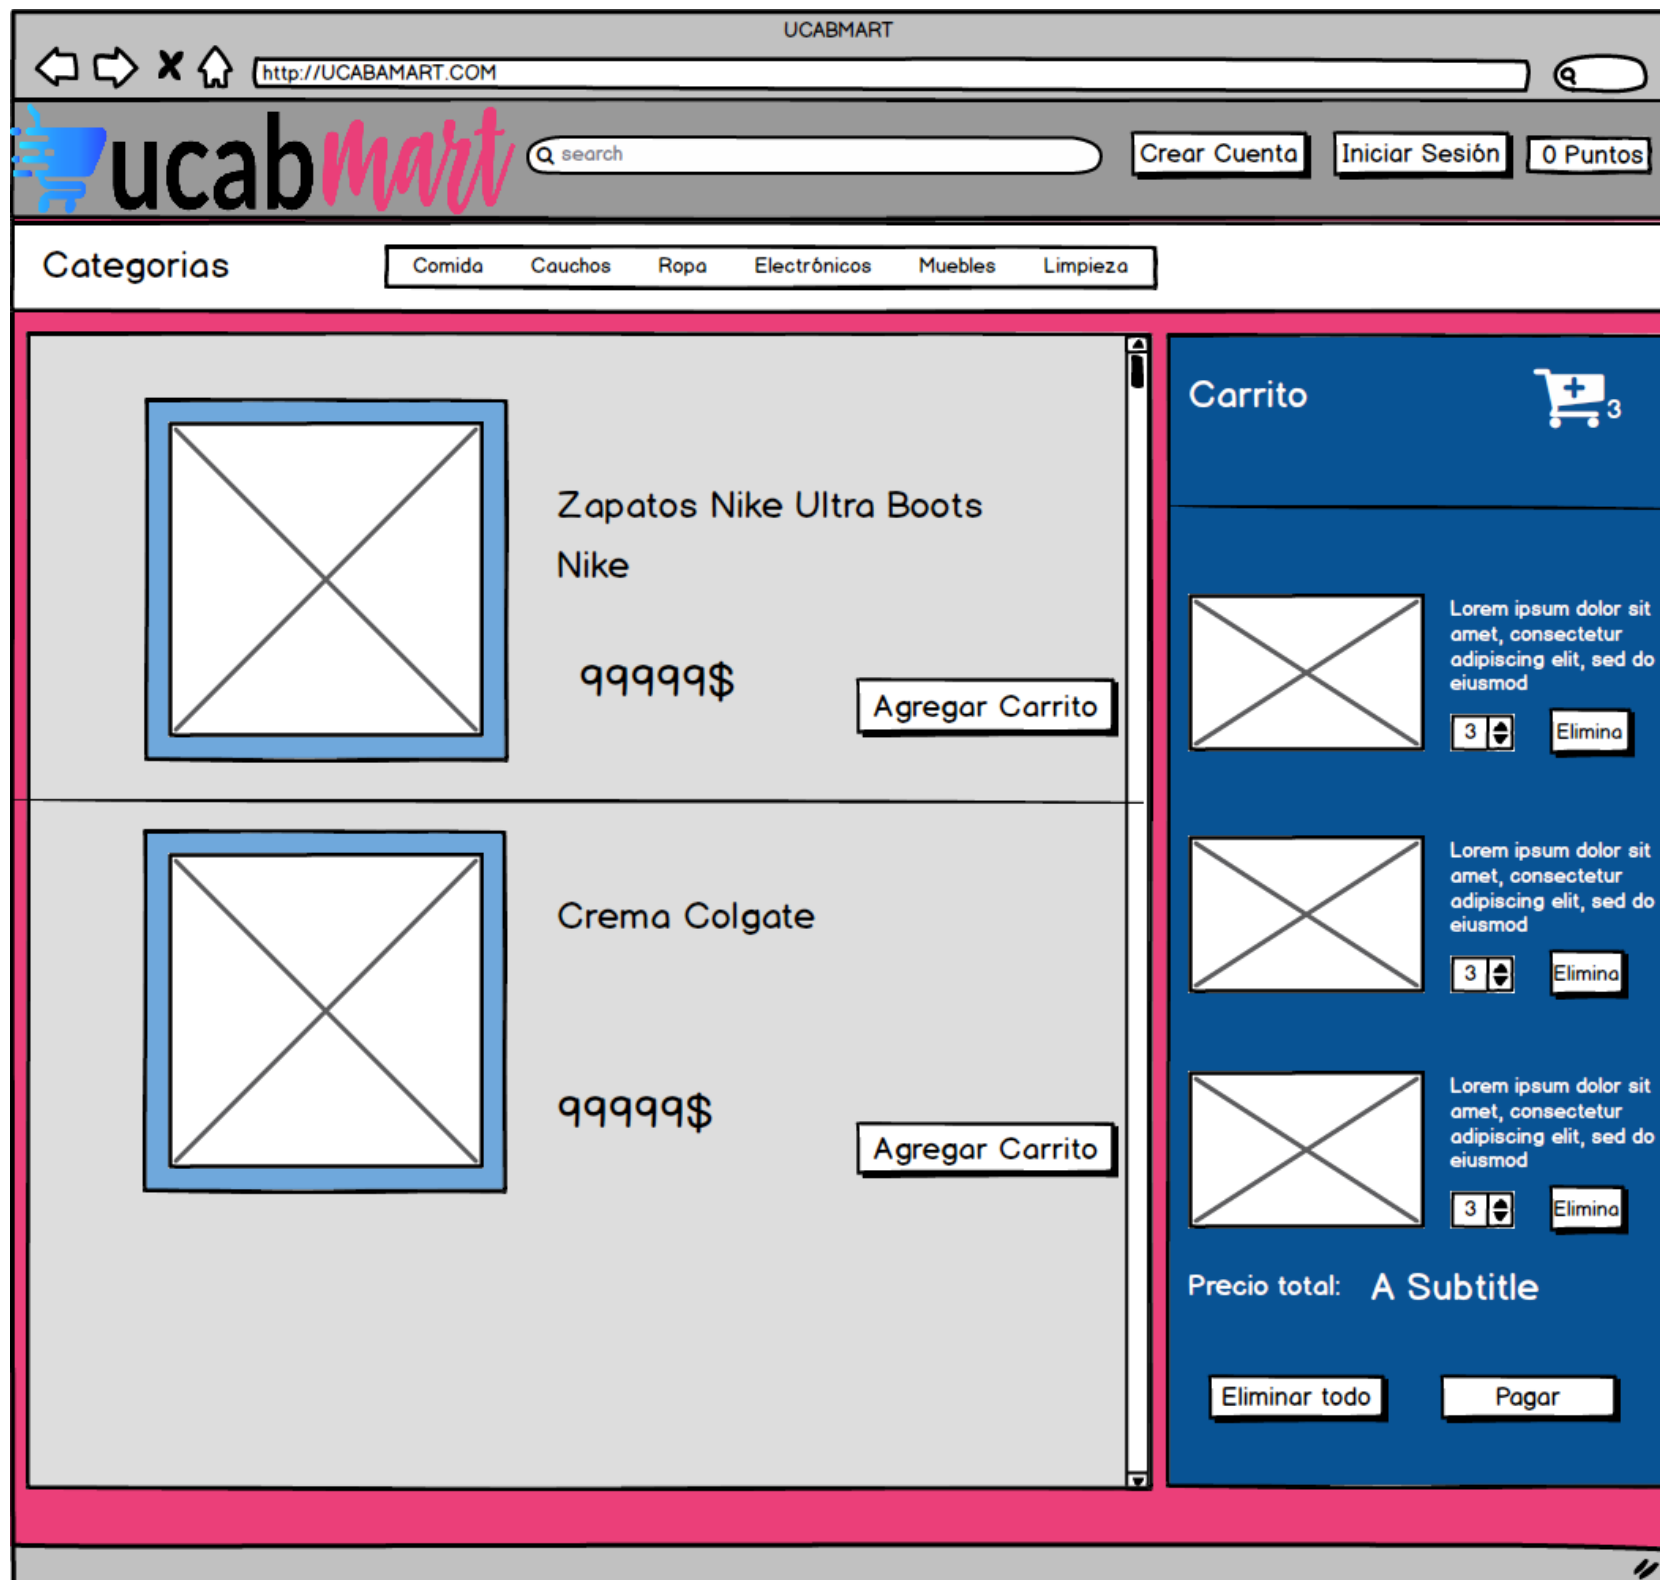 UCABMART
http://UCABAMART.COM
ucabmart
search
Crear Cuenta
Iniciar Sesión
0 Puntos
Categorias
Comida Cauchos Ropa Electrónicos Muebles Limpieza
Zapatos Nike Ultra Boots
Nike
99999$
Agregar Carrito
Crema Colgate
99999$
Agregar Carrito
Carrito
3
Lorem ipsum dolor sit
amet, consectetur
adipiscing elit, sed do
eiusmod
3
Elimina
Lorem ipsum dolor sit
amet, consectetur
adipiscing elit, sed do
eiusmod
3
Elimina
Lorem ipsum dolor sit
amet, consectetur
adipiscing elit, sed do
eiusmod
3
Elimina
Precio total: A Subtitle
Eliminar todo
Pagar